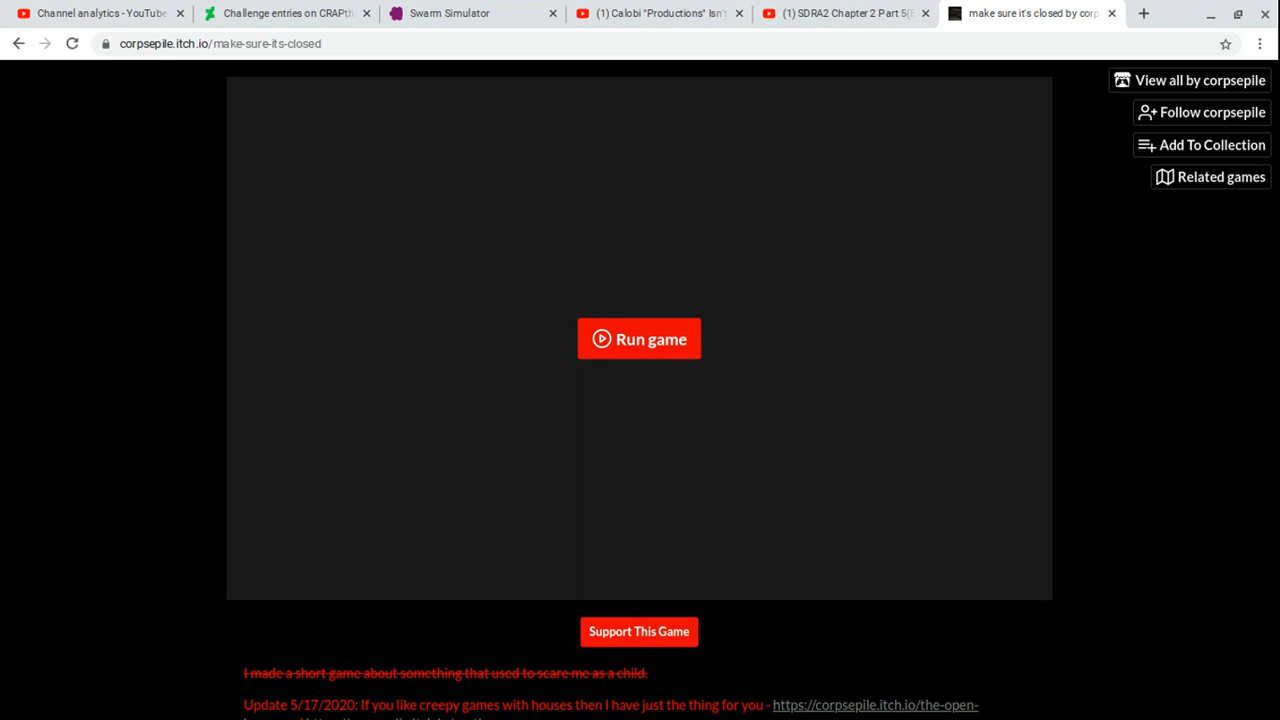 Channel analytics - YouTube
Challenge entries on CRAPth
Swarm Simulator
(1) Calobi "Productions" Isn't
(1) SDRA2 Chapter 2 Part 5(E
make sure it's closed by corp
corpsepile.itch.io/make-sure-its-closed
View all by corpsepile
Follow corpsepile
Add To Collection
Related games
Run game
Support This Game
I made a short game about something that used to scare me as a child.
Update 5/17/2020: If you like creepy games with houses then I have just the thing for you - https://corpsepile.itch.io/the-open-